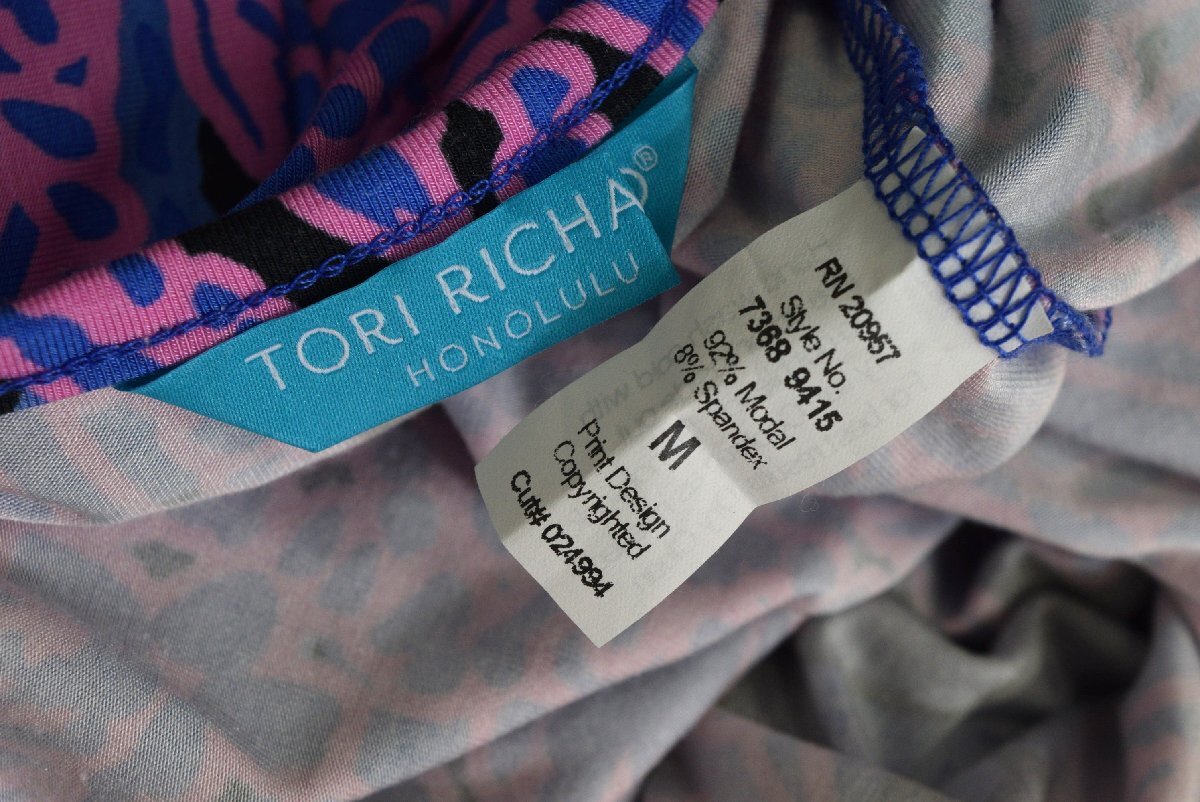 TORI RICHA®
HONOLULU
RN 20957
Style No.
7368 9415
92% Modal
8% Spandex
M
Print Design
Copyrighted
Cut# 024994